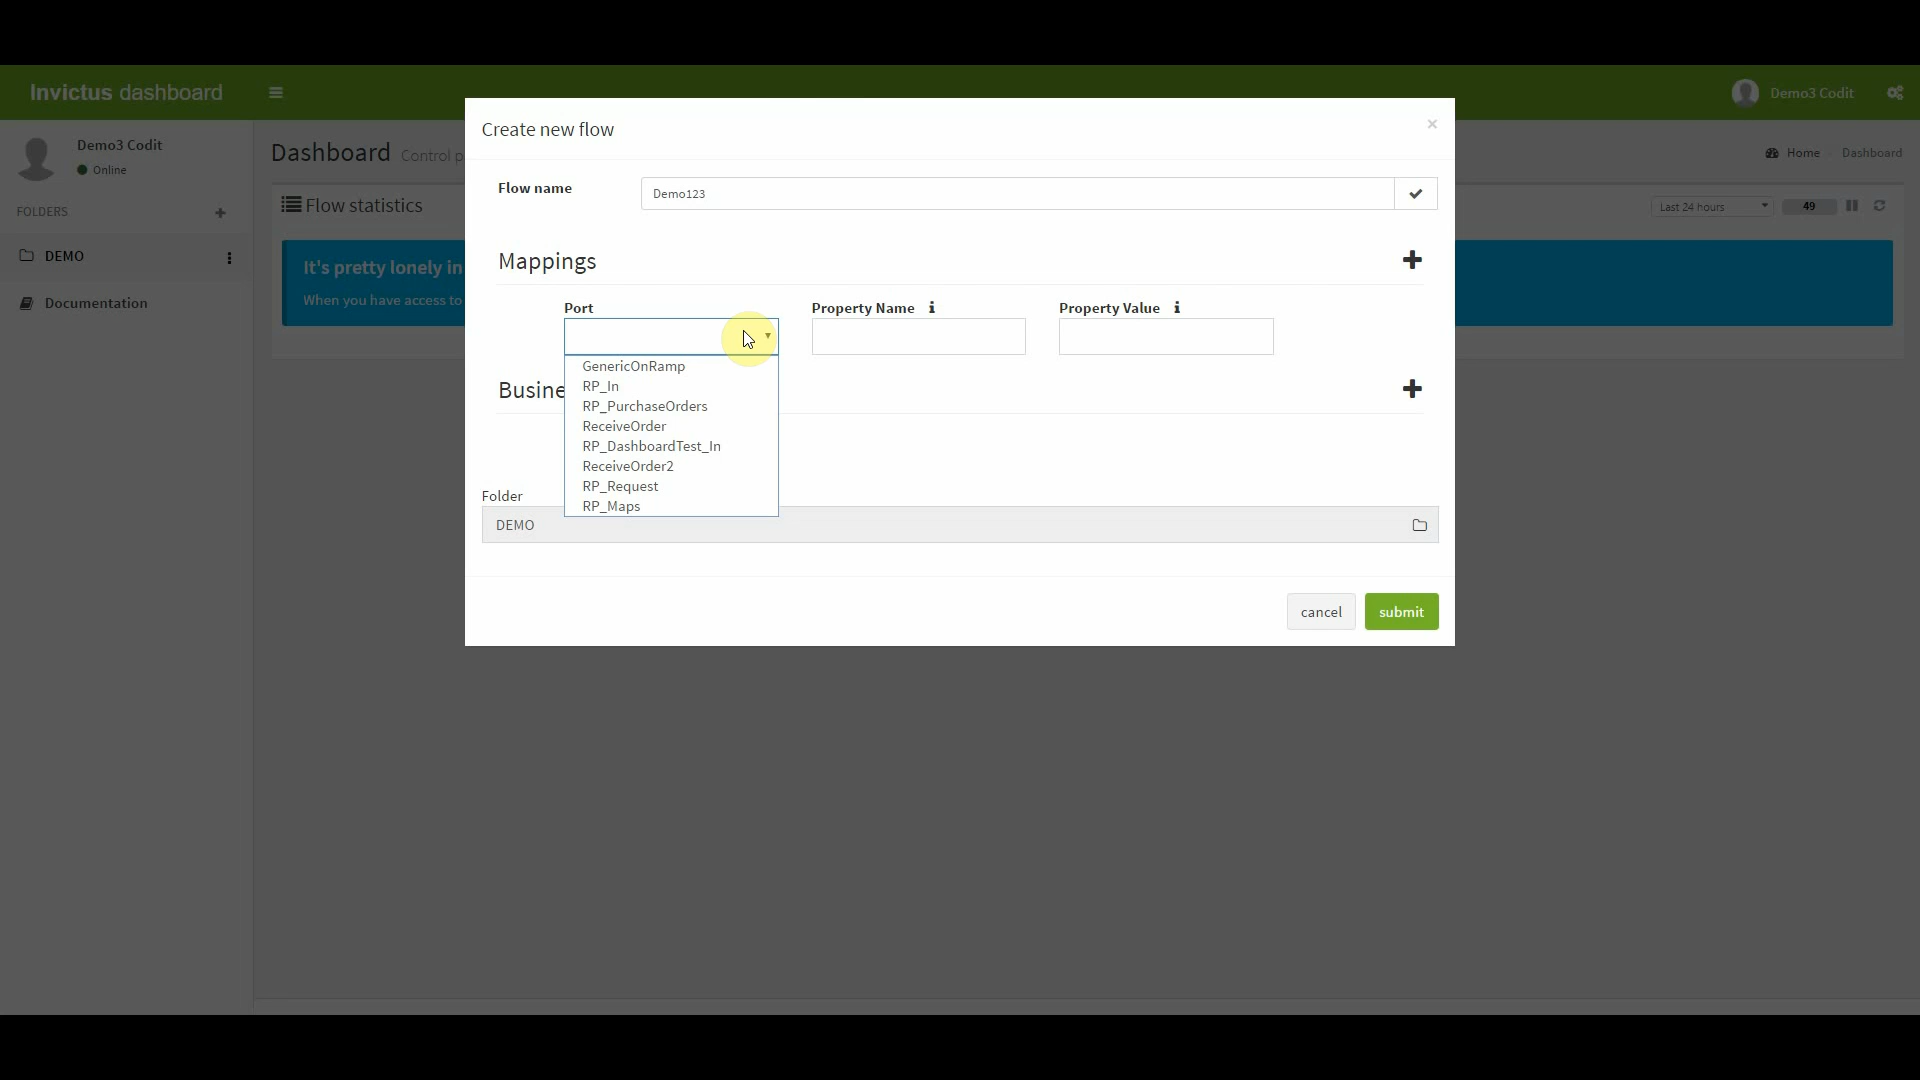 Invictus dashboard
Demo3 Codit
Create new flow
×
Demo3 Codit
Online
Dashboard Control p
Home
Dashboard
Flow name
Demo123
FOLDERS
Flow statistics
Last 24 hours
49
DEMO
It's pretty lonely in
Mappings
When you have access to
Documentation
Port
Property Name
Property Value
GenericOnRamp
RP_In
Busine
RP_PurchaseOrders
ReceiveOrder
RP_DashboardTest_In
ReceiveOrder2
RP_Request
RP_Maps
Folder
DEMO
cancel
submit